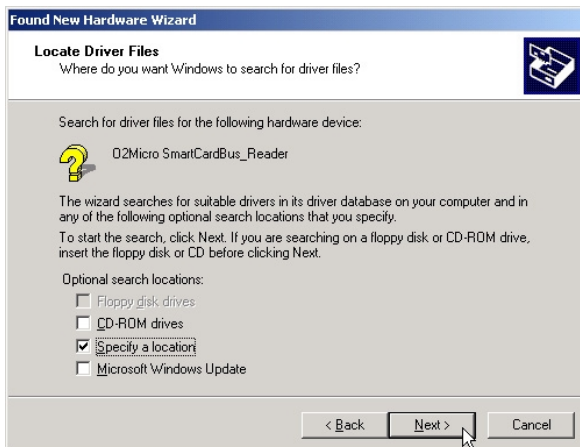 Found New Hardware Wizard
Locate Driver Files
Where do you want Windows to search for driver files?
Search for driver files for the following hardware device:
O2Micro SmartCardBus_Reader
The wizard searches for suitable drivers in its driver database on your computer and in
any of the following optional search locations that you specify.
To start the search, click Next. If you are searching on a floppy disk or CD-ROM drive,
insert the floppy disk or CD before clicking Next.
Optional search locations:
Floppy disk drives
CD-ROM drives
Specify a location
Microsoft Windows Update
< Back Next > Cancel